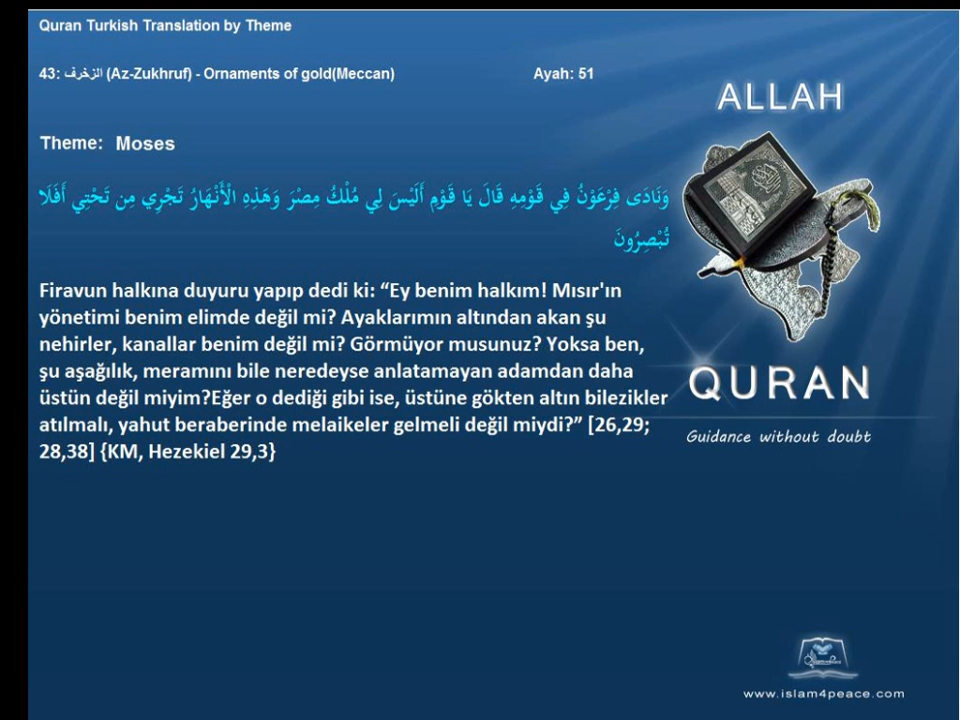 Quran Turkish Translation by Theme
43: الزخرف (Az-Zukhruf) - Ornaments of gold(Meccan) Ayah: 51
ALLAH
Theme: Moses
وَنَادَى فِرْعَوْنُ فِي قَوْمِهِ قَالَ يَا قَوْمِ أَلَيْسَ لِي مُلْكُ مِصْرَ وَهَذِهِ الْأَنْهَارُ تَجْرِي مِن تَحْتِي أَفَلَا
تُبْصِرُونَ
Firavun halkına duyuru yapıp dedi ki: “Ey benim halkım! Mısır'ın
yönetimi benim elimde değil mi? Ayaklarımın altından akan şu
nehirler, kanallar benim değil mi? Görmüyor musunuz? Yoksa ben,
şu aşağılık, meramını bile neredeyse anlatamayan adamdan daha
üstün değil miyim?Eğer o dediği gibi ise, üstüne gökten altın bilezikler
atılmalı, yahut beraberinde melaikeler gelmeli değil miydi?” [26,29;
28,38] {KM, Hezekiel 29,3}
QURAN
Guidance without doubt
www.islam4peace.com